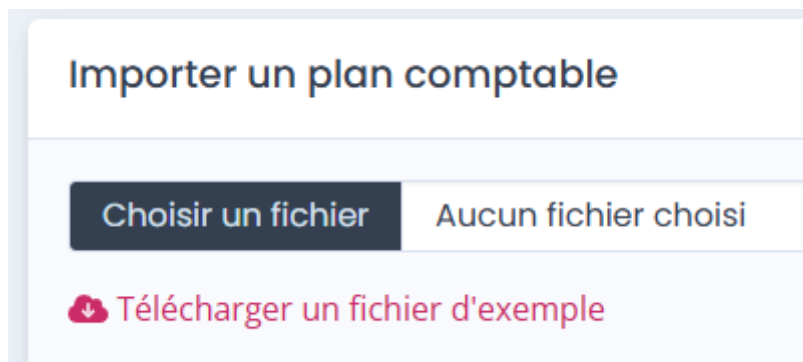 Importer un plan comptable
Choisir un fichier Aucun fichier choisi
Télécharger un fichier d'exemple